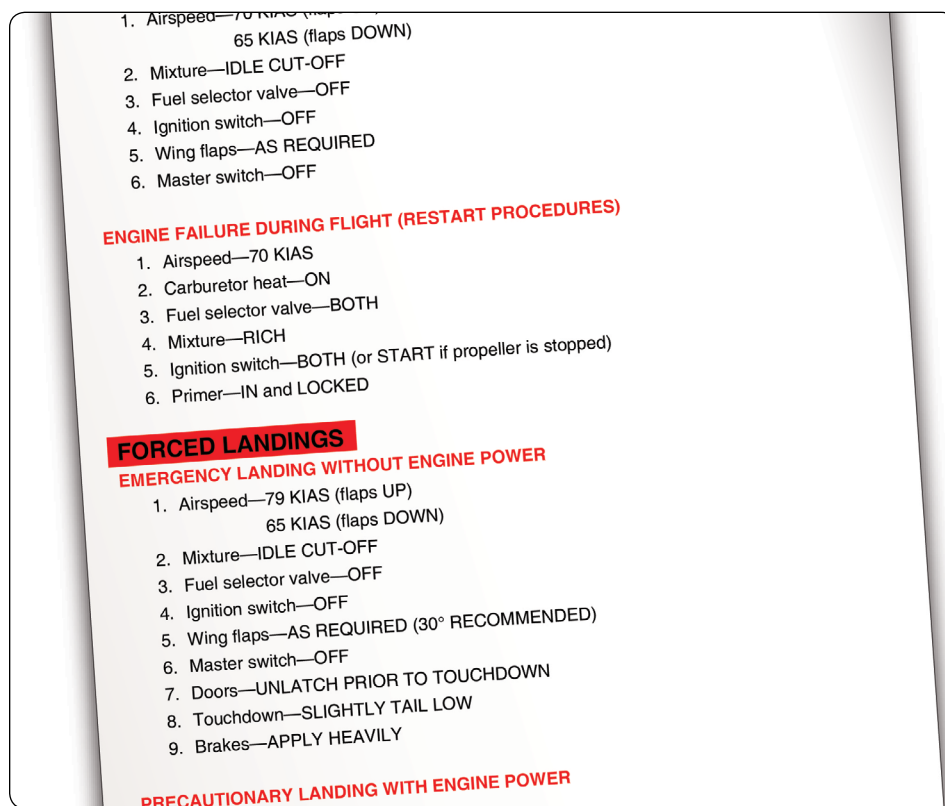 1. Airspeed—70 KIAS (flaps
65 KIAS (flaps DOWN)
2. Mixture—IDLE CUT-OFF
3. Fuel selector valve—OFF
4. Ignition switch—OFF
5. Wing flaps—AS REQUIRED
6. Master switch—OFF
ENGINE FAILURE DURING FLIGHT (RESTART PROCEDURES)
1. Airspeed—70 KIAS
2. Carburetor heat—ON
3. Fuel selector valve—BOTH
4. Mixture—RICH
5. Ignition switch—BOTH (or START if propeller is stopped)
6. Primer—IN and LOCKED
FORCED LANDINGS
EMERGENCY LANDING WITHOUT ENGINE POWER
1. Airspeed—79 KIAS (flaps UP)
65 KIAS (flaps DOWN)
2. Mixture—IDLE CUT-OFF
3. Fuel selector valve—OFF
4. Ignition switch—OFF
5. Wing flaps—AS REQUIRED (30° RECOMMENDED)
6. Master switch—OFF
7. Doors—UNLATCH PRIOR TO TOUCHDOWN
8. Touchdown—SLIGHTLY TAIL LOW
9. Brakes—APPLY HEAVILY
PRECAUTIONARY LANDING WITH ENGINE POWER